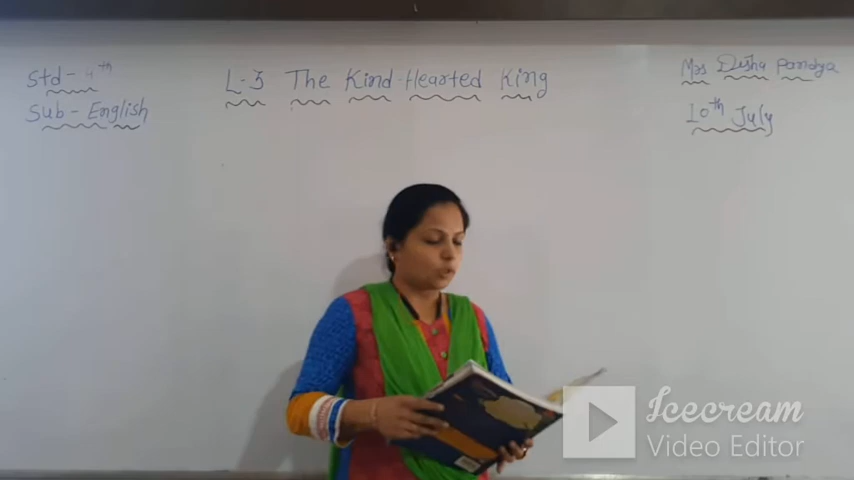 Std - 4th
Sub - English
L-3 The Kind-Hearted King
Mrs Disha Pandya
10th July
Icecream
Video Editor